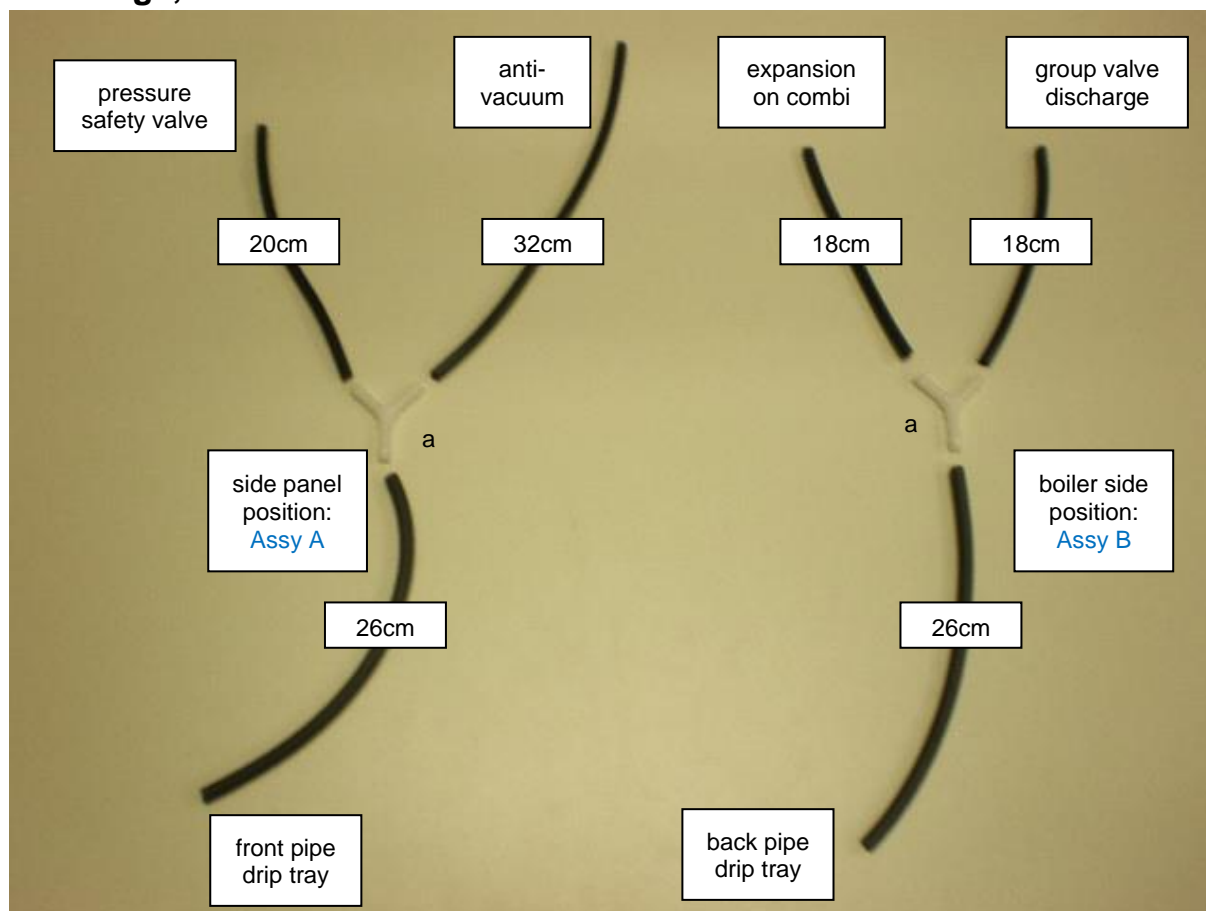 pressure
safety valve
anti-
vacuum
expansion
on combi
group valve
discharge
20cm
32cm
18cm
18cm
a
a
side panel
position:
Assy A
boiler side
position:
Assy B
26cm
26cm
front pipe
drip tray
back pipe
drip tray